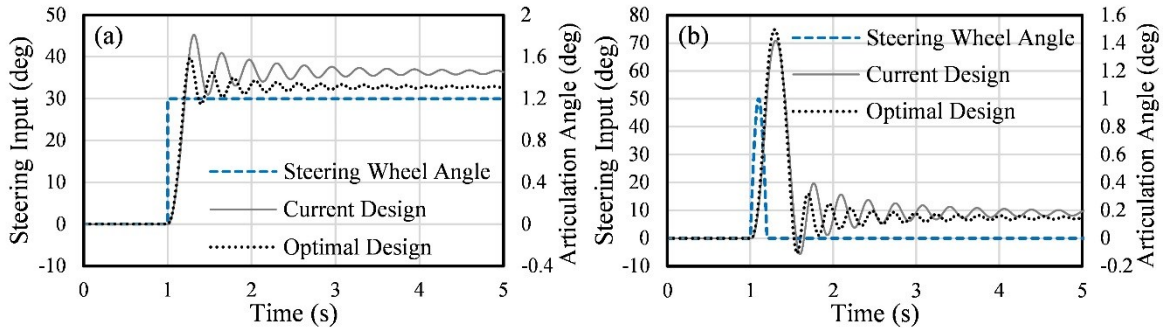 (a)
Steering Input (deg)
50
40
30
20
10
0
-10
Articulation Angle (deg)
2
1.6
1.2
0.8
0.4
0
-0.4
Steering Wheel Angle
Current Design
Optimal Design
0 1 2 3 4 5
Time (s)
(b)
Steering Input (deg)
80
70
60
50
40
30
20
10
0
-10
Articulation Angle (deg)
1.6
1.4
1.2
1
0.8
0.6
0.4
0.2
0
-0.2
Steering Wheel Angle
Current Design
Optimal Design
0 1 2 3 4 5
Time (s)